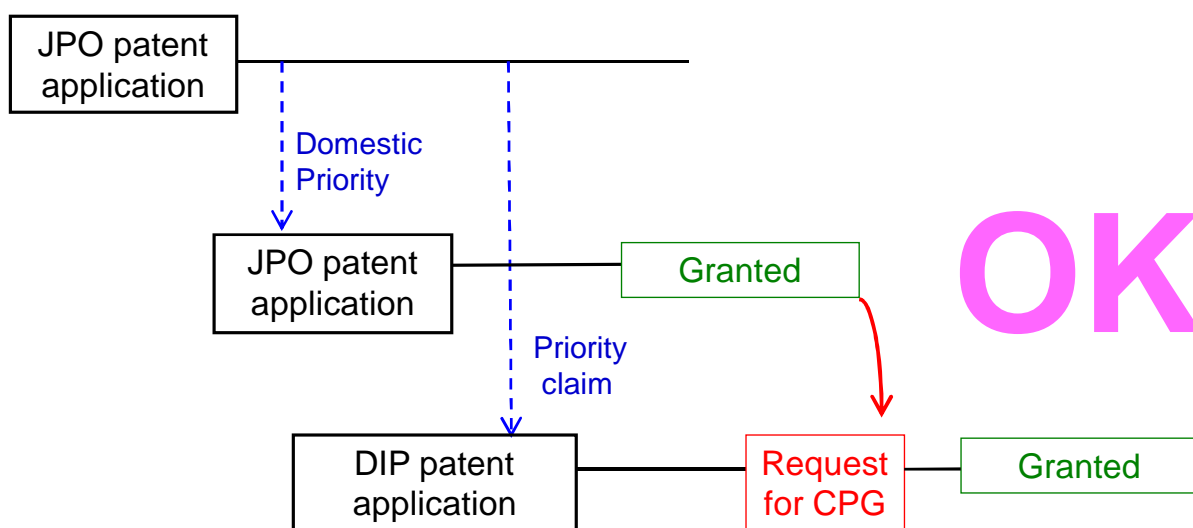 JPO patent
application
Domestic
Priority
JPO patent
application
Granted
OK
Priority
claim
DIP patent
application
Request
for CPG
Granted